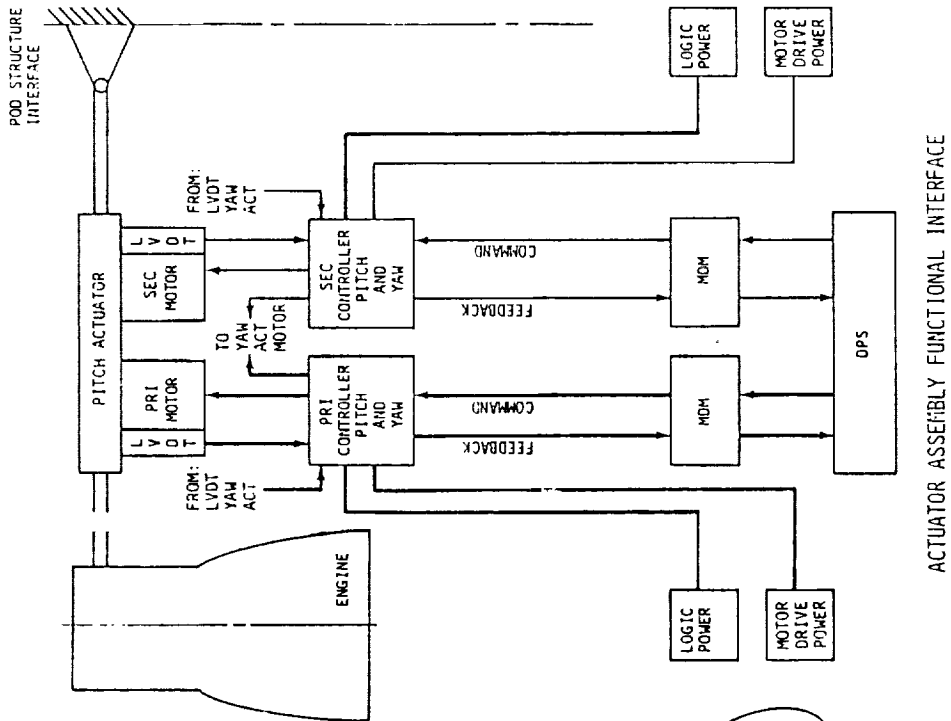 POD STRUCTURE
INTERFACE
PITCH ACTUATOR
L
V
D
T
PRI
MOTOR
SEC
MOTOR
L
V
D
T
ENGINE
FROM:
LVDT
YAW
ACT
TO
YAW
ACT
MOTOR
FROM:
LVDT
YAW
ACT
PRI
CONTROLLER
PITCH
AND
YAW
SEC
CONTROLLER
PITCH
AND
YAW
FEEDBACK
COMMAND
FEEDBACK
COMMAND
LOGIC
POWER
MOTOR
DRIVE
POWER
MDM
MDM
LOGIC
POWER
MOTOR
DRIVE
POWER
DPS
ACTUATOR ASSEMBLY FUNCTIONAL INTERFACE